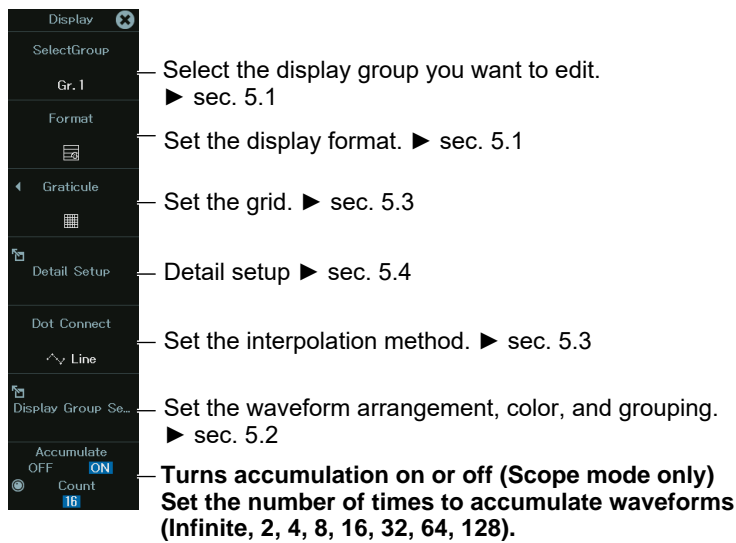 Display
SelectGroup
Gr. 1
Select the display group you want to edit.
► sec. 5.1
Format
Set the display format. ► sec. 5.1
Graticule
Set the grid. ► sec. 5.3
Detail Setup
Detail setup ► sec. 5.4
Dot Connect
Line
Set the interpolation method. ► sec. 5.3
Display Group Se...
Set the waveform arrangement, color, and grouping.
► sec. 5.2
Accumulate
OFF ON
Count
16
Turns accumulation on or off (Scope mode only)
Set the number of times to accumulate waveforms
(Infinite, 2, 4, 8, 16, 32, 64, 128).